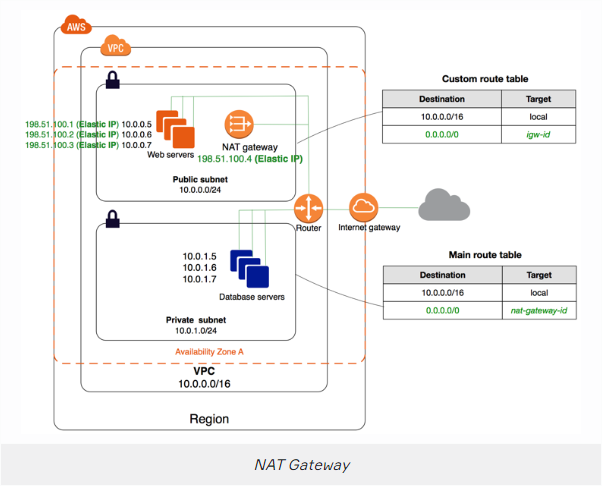 AWS
VPC
198.51.100.1 (Elastic IP) 10.0.0.5
198.51.100.2 (Elastic IP) 10.0.0.6
198.51.100.3 (Elastic IP) 10.0.0.7
Web servers
NAT gateway
198.51.100.4 (Elastic IP)
Public subnet
10.0.0.0/24
Custom route table
Destination Target
10.0.0.0/16 local
0.0.0.0/0 igw-id
Router
Internet gateway
10.0.1.5
10.0.1.6
10.0.1.7
Database servers
Private subnet
10.0.1.0/24
Main route table
Destination Target
10.0.0.0/16 local
0.0.0.0/0 nat-gateway-id
Availability Zone A
VPC
10.0.0.0/16
Region
NAT Gateway